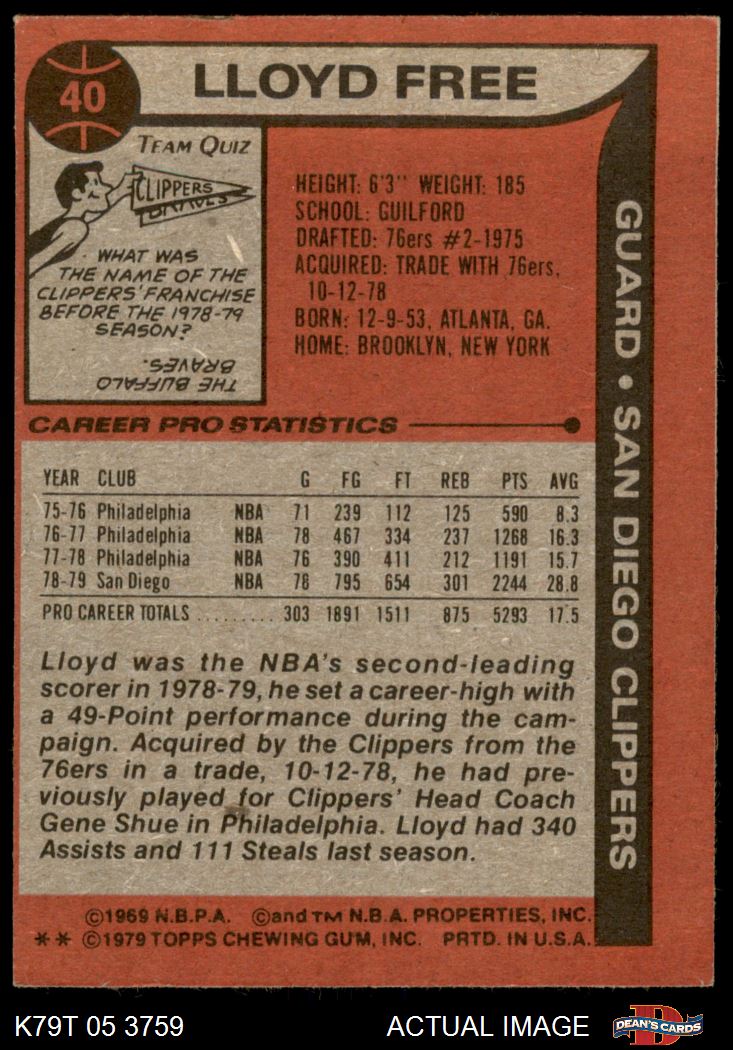 40
LLOYD FREE
TEAM QUIZ
CLIPPERS
BRAVES
WHAT WAS
THE NAME OF THE
CLIPPERS' FRANCHISE
BEFORE THE 1978-79
SEASON?
THE BUFFALO
BRAVES.
HEIGHT: 6'3" WEIGHT: 185
SCHOOL: GUILFORD
DRAFTED: 76ers #2-1975
ACQUIRED: TRADE WITH 76ers,
10-12-78
BORN: 12-9-53, ATLANTA, GA.
HOME: BROOKLYN, NEW YORK
GUARD • SAN DIEGO CLIPPERS
CAREER PRO STATISTICS
YEAR CLUB G FG FT REB PTS AVG
75-76 Philadelphia NBA 71 239 112 125 590 8.3
76-77 Philadelphia NBA 78 467 334 237 1268 16.3
77-78 Philadelphia NBA 76 390 411 212 1191 15.7
78-79 San Diego NBA 78 795 654 301 2244 28.8
PRO CAREER TOTALS ......... 303 1891 1511 875 5293 17.5
Lloyd was the NBA's second-leading
scorer in 1978-79, he set a career-high with
a 49-Point performance during the cam-
paign. Acquired by the Clippers from the
76ers in a trade, 10-12-78, he had pre-
viously played for Clippers' Head Coach
Gene Shue in Philadelphia. Lloyd had 340
Assists and 111 Steals last season.
©1969 N.B.P.A. ©and TM N.B.A. PROPERTIES, INC.
** ©1979 TOPPS CHEWING GUM, INC. PRTD. IN U.S.A.
K79T 05 3759
ACTUAL IMAGE
DEAN'S CARDS